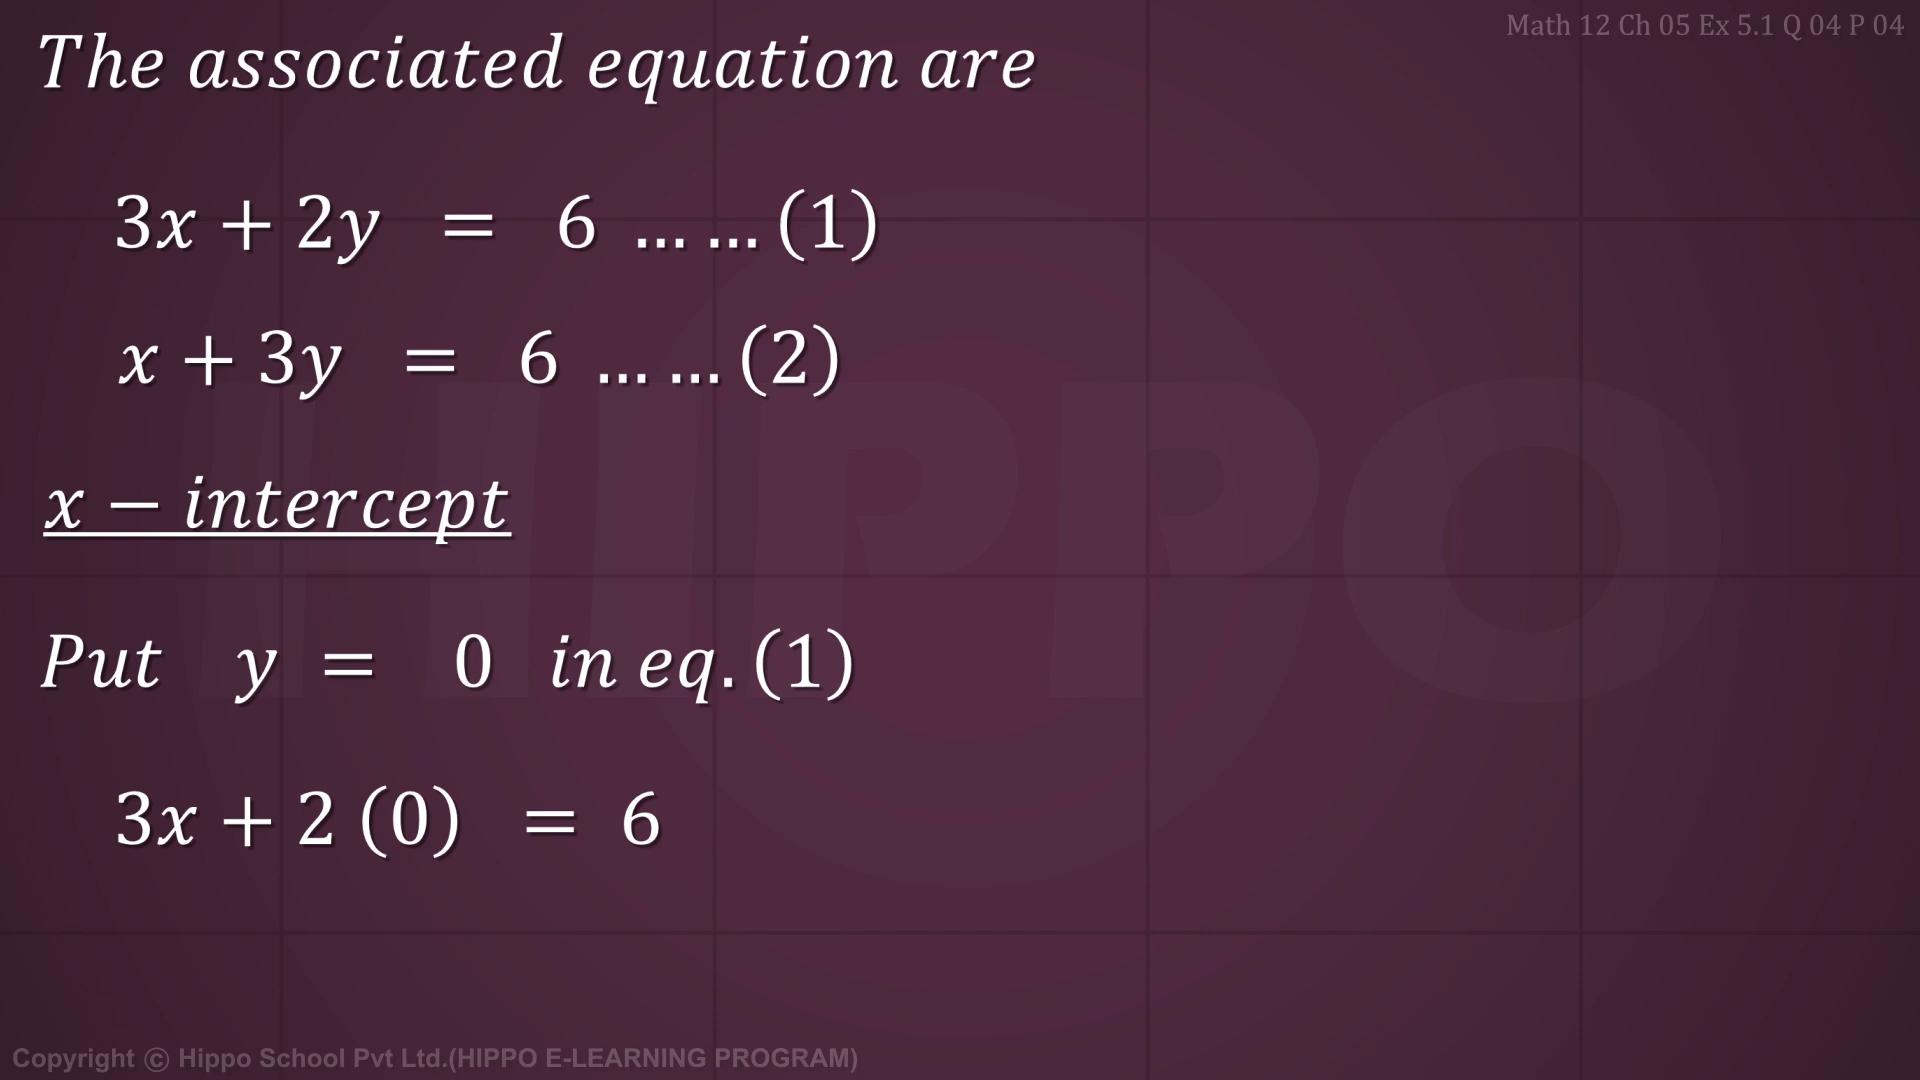 Math 12 Ch 05 Ex 5.1 Q 04 P 04
The associated equation are
3x + 2y = 6 ... ... (1)
x + 3y = 6 ... ... (2)
x − intercept
Put y = 0 in eq. (1)
3x + 2 (0) = 6
HIPPO
Copyright © Hippo School Pvt Ltd.(HIPPO E-LEARNING PROGRAM)